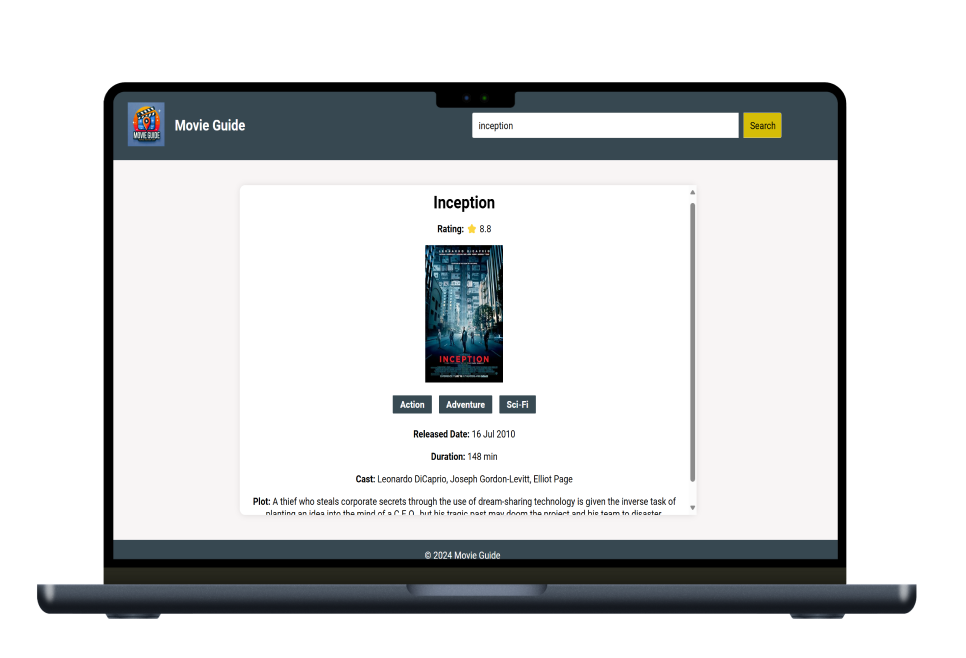 MOVIE GUIDE
Movie Guide
inception
Search
Inception
Rating: ⭐ 8.8
LEONARDO DICAPRIO
INCEPTION
Action Adventure Sci-Fi
Released Date: 16 Jul 2010
Duration: 148 min
Cast: Leonardo DiCaprio, Joseph Gordon-Levitt, Elliot Page
Plot: A thief who steals corporate secrets through the use of dream-sharing technology is given the inverse task of
planting an idea into the mind of a C.E.O., but his tragic past may doom the project and his team to disaster.
© 2024 Movie Guide